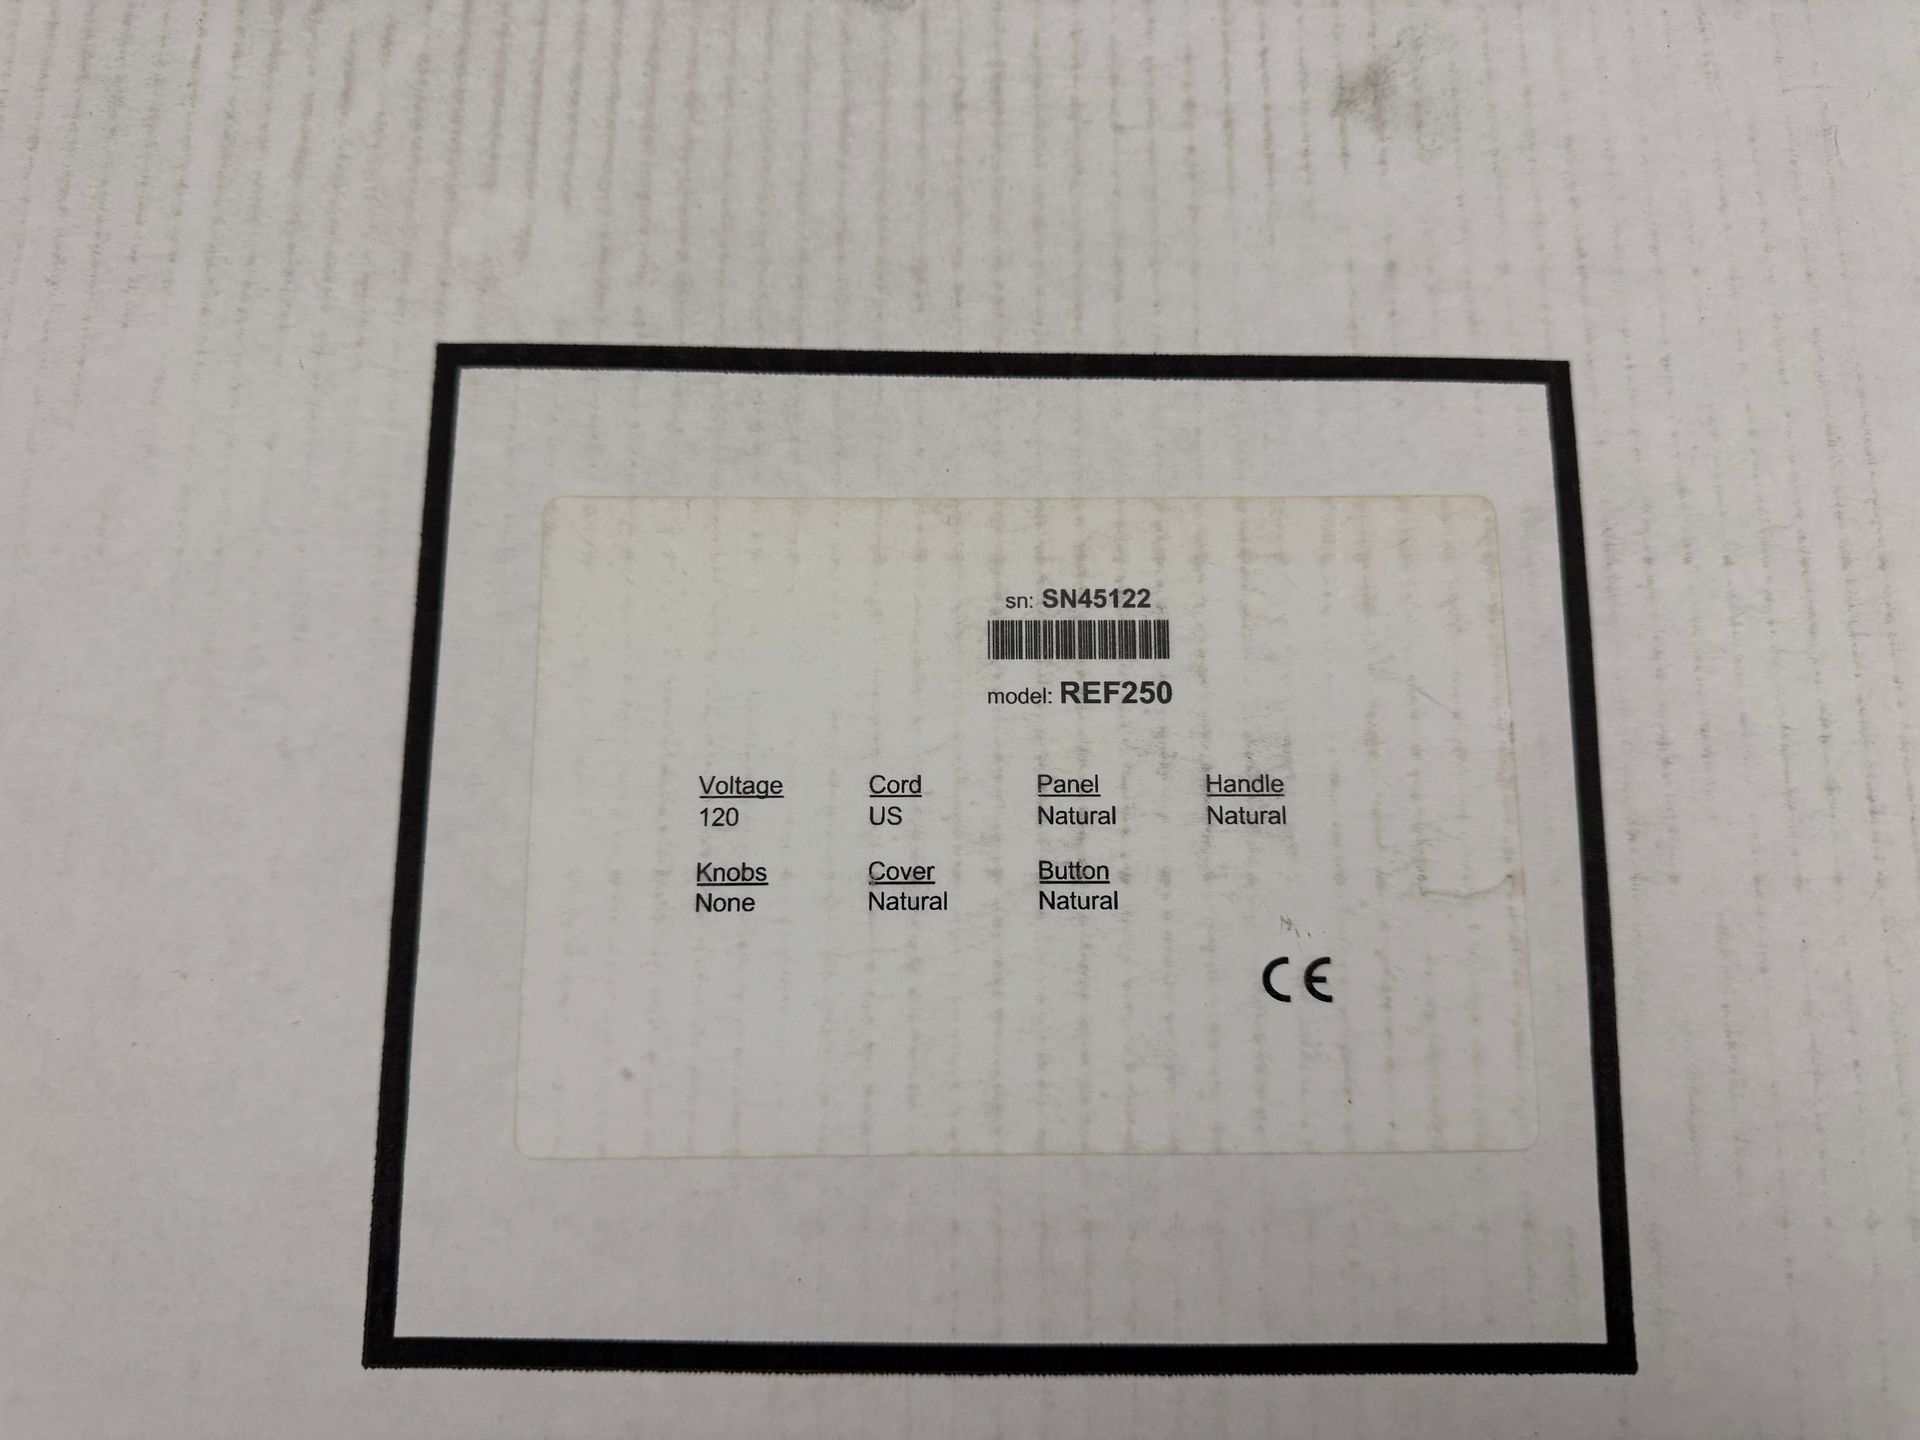 sn: SN45122
model: REF250
Voltage Cord Panel Handle
120 US Natural Natural
Knobs Cover Button
None Natural Natural
CE